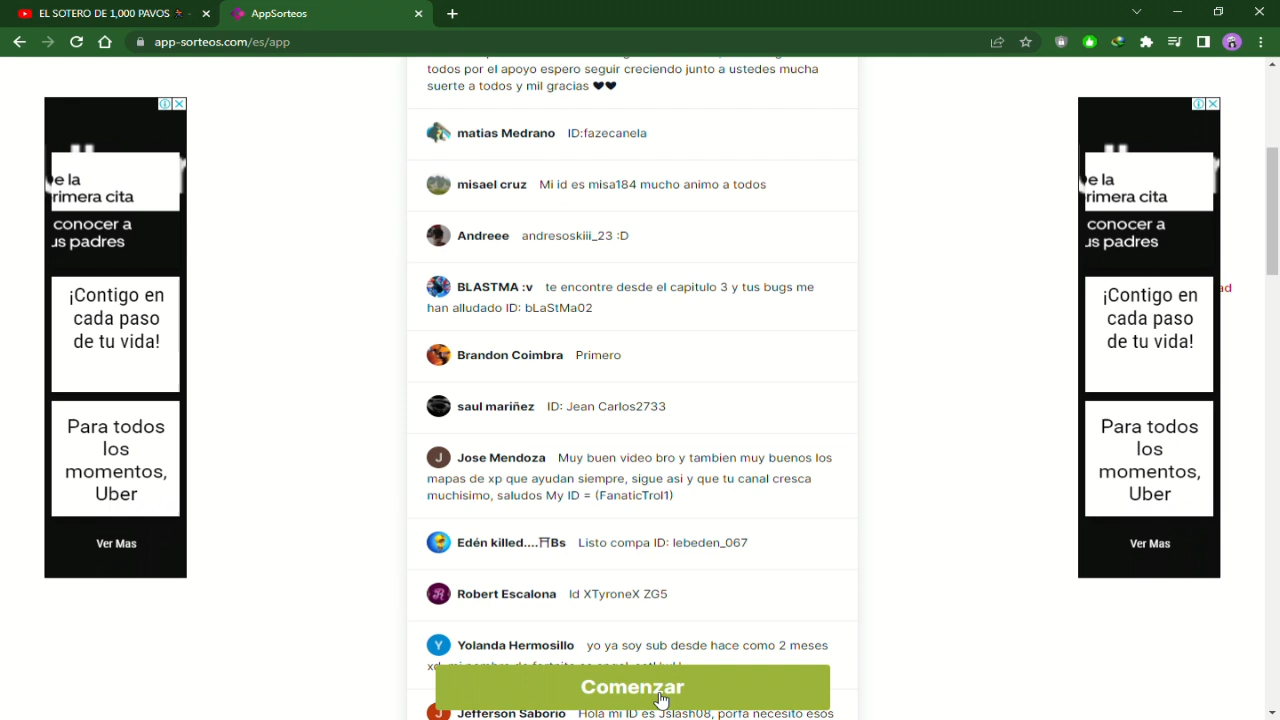 EL SOTERO DE 1,000 PAVOS
AppSorteos
app-sorteos.com/es/app
todos por el apoyo espero seguir creciendo junto a ustedes mucha
suerte a todos y mil gracias 🖤🖤
matias Medrano ID:fazecanela
misael cruz Mi id es misa184 mucho animo a todos
Andreee andresoskiii_23 :D
BLASTMA :v te encontre desde el capitulo 3 y tus bugs me
han alludado ID: bLaStMa02
Brandon Coimbra Primero
saul mariñez ID: Jean Carlos2733
J Jose Mendoza Muy buen video bro y tambien muy buenos los
mapas de xp que ayudan siempre, sigue asi y que tu canal cresca
muchisimo, saludos My ID = (FanaticTrol1)
Edén killed....⛩Bs Listo compa ID: lebeden_067
Robert Escalona Id XTyroneX ZG5
Y Yolanda Hermosillo yo ya soy sub desde hace como 2 meses
Comenzar
J Jefferson Saborio Hola mi ID es Jslash08, porfa necesito esos
e la
rimera cita
conocer a
us padres
¡Contigo en
cada paso
de tu vida!
Para todos
los
momentos,
Uber
Ver Mas
e la
rimera cita
conocer a
us padres
ad
¡Contigo en
cada paso
de tu vida!
Para todos
los
momentos,
Uber
Ver Mas